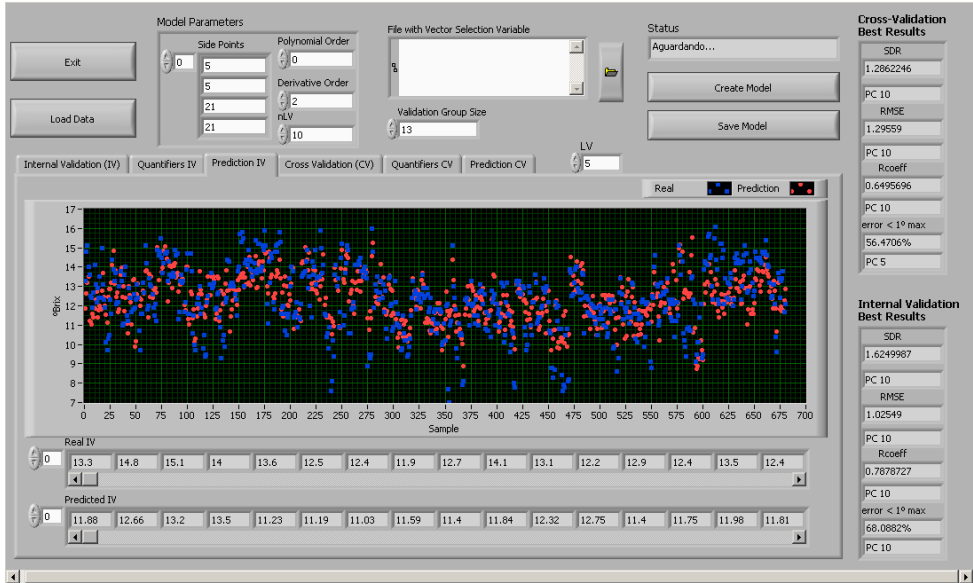 Exit
Load Data
Model Parameters
Side Points
0
5
5
21
21
Polynomial Order
0
Derivative Order
2
nLV
10
File with Vector Selection Variable
Validation Group Size
13
Status
Aguardando...
Create Model
Save Model
LV
5
Internal Validation (IV) Quantifiers IV Prediction IV Cross Validation (CV) Quantifiers CV Prediction CV
Real Prediction
17
16
15
14
13
12
11
10
9
8
7
ºBrix
0 25 50 75 100 125 150 175 200 225 250 275 300 325 350 375 400 425 450 475 500 525 550 575 600 625 650 675 700
Sample
Real IV
0 13.3 14.8 15.1 14 13.6 12.5 12.4 11.9 12.7 14.1 13.1 12.2 12.9 12.4 13.5 12.4
Predicted IV
0 11.88 12.66 13.2 13.5 11.23 11.19 11.03 11.59 11.4 11.84 12.32 12.75 11.4 11.75 11.98 11.81
Cross-Validation
Best Results
SDR
1.2862246
PC 10
RMSE
1.29559
PC 10
Rcoeff
0.6495696
PC 10
error < 1º max
56.4706%
PC 5
Internal Validation
Best Results
SDR
1.6249987
PC 10
RMSE
1.02549
PC 10
Rcoeff
0.7878727
PC 10
error < 1º max
68.0882%
PC 10